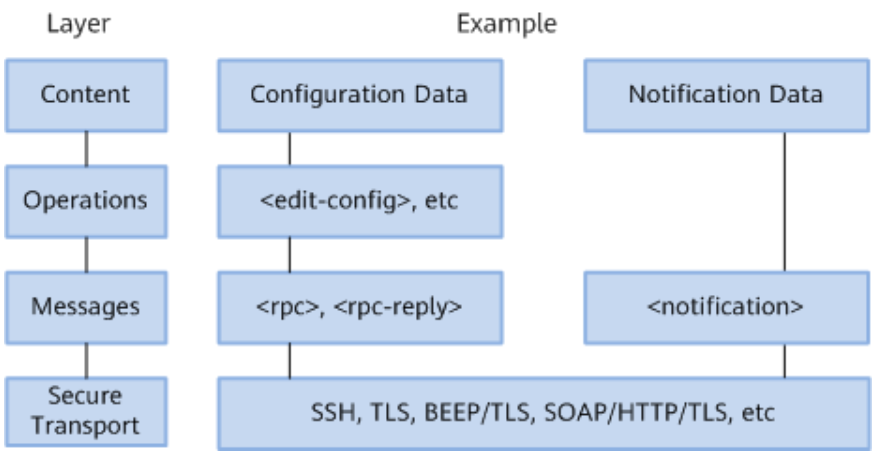 Layer Example
Content Configuration Data Notification Data
Operations <edit-config>, etc
Messages <rpc>, <rpc-reply> <notification>
Secure
Transport
SSH, TLS, BEEP/TLS, SOAP/HTTP/TLS, etc